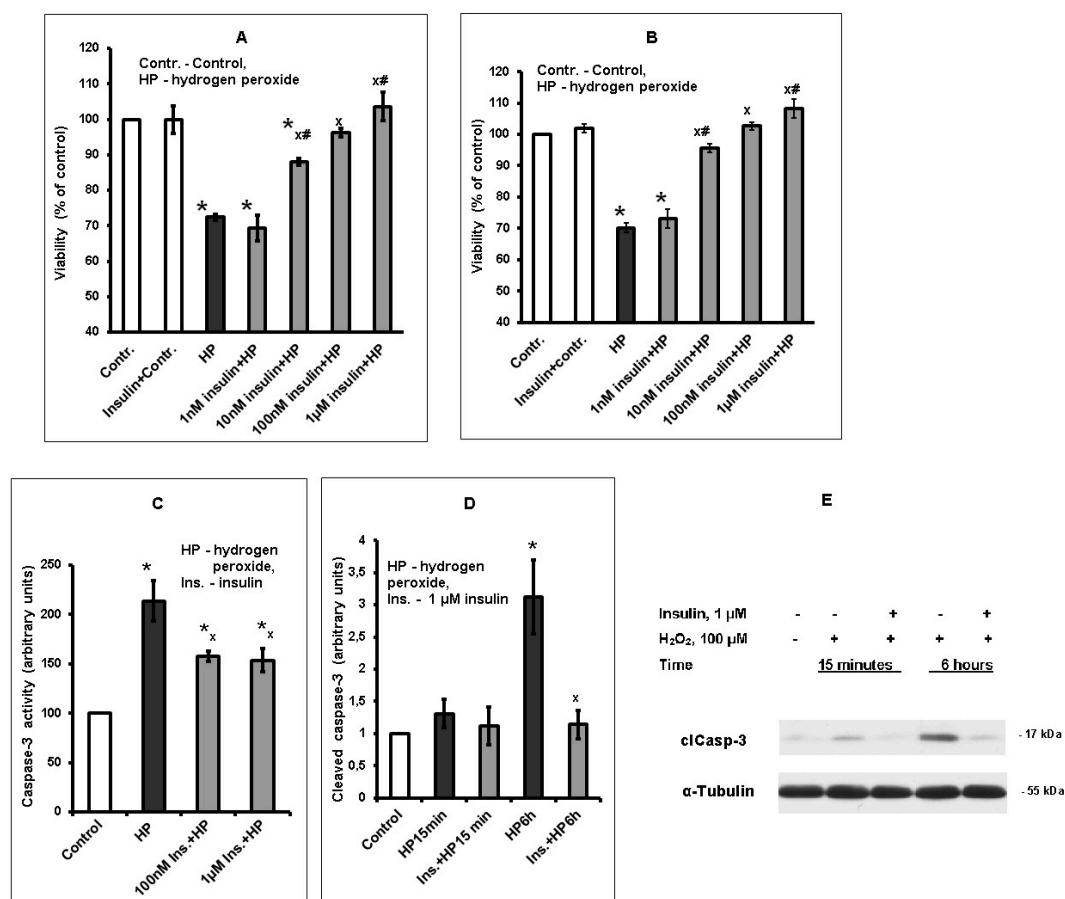 A
Contr. - Control,
HP - hydrogen peroxide
Viability (% of control)
120
110
100
90
80
70
60
50
40
*
*
*
x#
x
x#
Contr.
Insulin+Contr.
HP
1nM insulin+HP
10nM insulin+HP
100nM insulin+HP
1µM insulin+HP
B
Contr. - Control,
HP - hydrogen peroxide
Viability (% of control)
120
110
100
90
80
70
60
50
40
*
*
x#
x
x#
Contr.
Insulin+contr.
HP
1nM insulin+HP
10nM insulin+HP
100nM insulin+HP
1µM insulin+HP
C
HP - hydrogen
peroxide,
Ins. - insulin
Caspase-3 activity (arbitrary units)
250
200
150
100
50
0
*
*x
*x
Control
HP
100nM Ins.+HP
1µM Ins.+HP
D
HP - hydrogen
peroxide,
Ins. - 1 µM insulin
Cleaved caspase-3 (arbitrary units)
4
3,5
3
2,5
2
1,5
1
0,5
0
*
x
Control
HP15min
Ins.+HP15 min
HP6h
Ins.+HP6h
E
Insulin, 1 µM - - + - +
H₂O₂, 100 µM - + + + +
Time 15 minutes 6 hours
clCasp-3 - 17 kDa
α-Tubulin - 55 kDa